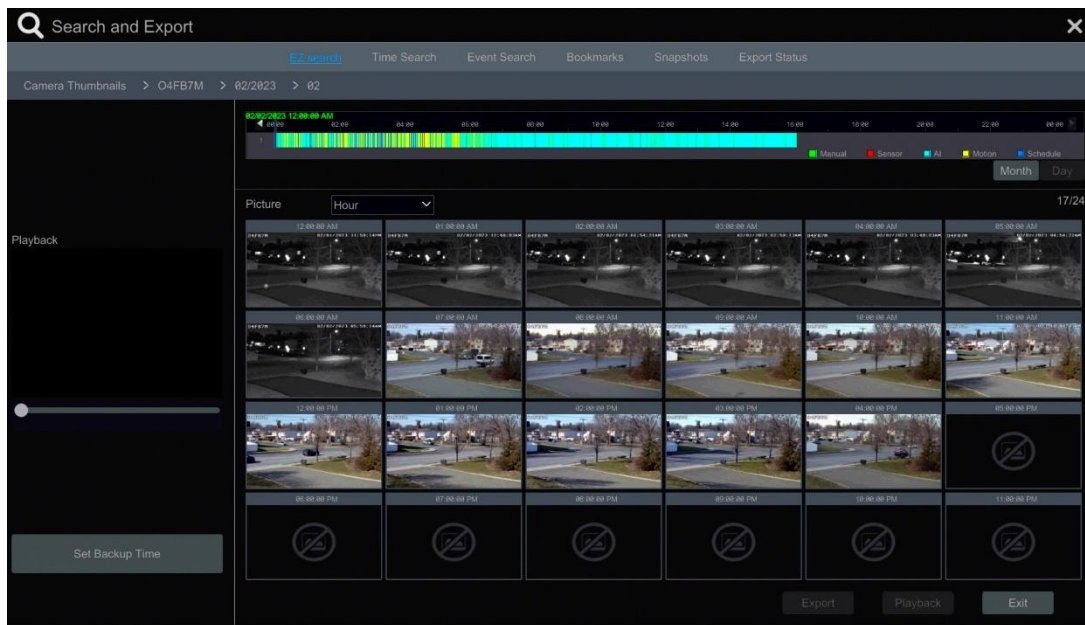 Search and Export
EZ search Time Search Event Search Bookmarks Snapshots Export Status
Camera Thumbnails > O4FB7M > 02/2023 > 02
02/02/2023 12:00:00 AM
00:00 02:00 04:00 06:00 08:00 10:00 12:00 14:00 16:00 18:00 20:00 22:00 00:00
1
Manual Sensor AI Motion Schedule
Month Day
Picture Hour 17/24
Playback
12:00:00 AM 01:00:00 AM 02:00:00 AM 03:00:00 AM 04:00:00 AM 05:00:00 AM
06:00:00 AM 07:00:00 AM 08:00:00 AM 09:00:00 AM 10:00:00 AM 11:00:00 AM
12:00:00 PM 01:00:00 PM 02:00:00 PM 03:00:00 PM 04:00:00 PM 05:00:00 PM
06:00:00 PM 07:00:00 PM 08:00:00 PM 09:00:00 PM 10:00:00 PM 11:00:00 PM
Set Backup Time
Export Playback Exit